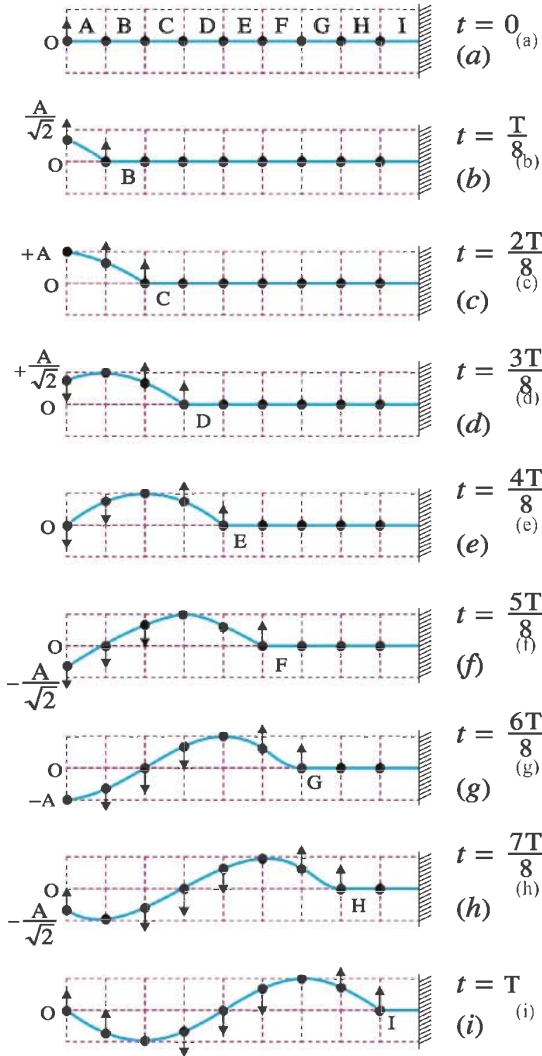 O A B C D E F G H I t = 0 (a)
(a)
A/√2 t = T/8 (b)
O B (b)
+A t = 2T/8 (c)
O C (c)
+A/√2 t = 3T/8 (d)
O D (d)
t = 4T/8 (e)
O E (e)
t = 5T/8 (f)
O F (f)
−A/√2
t = 6T/8 (g)
O G (g)
−A
t = 7T/8 (h)
O H (h)
−A/√2
t = T (i)
O I (i)